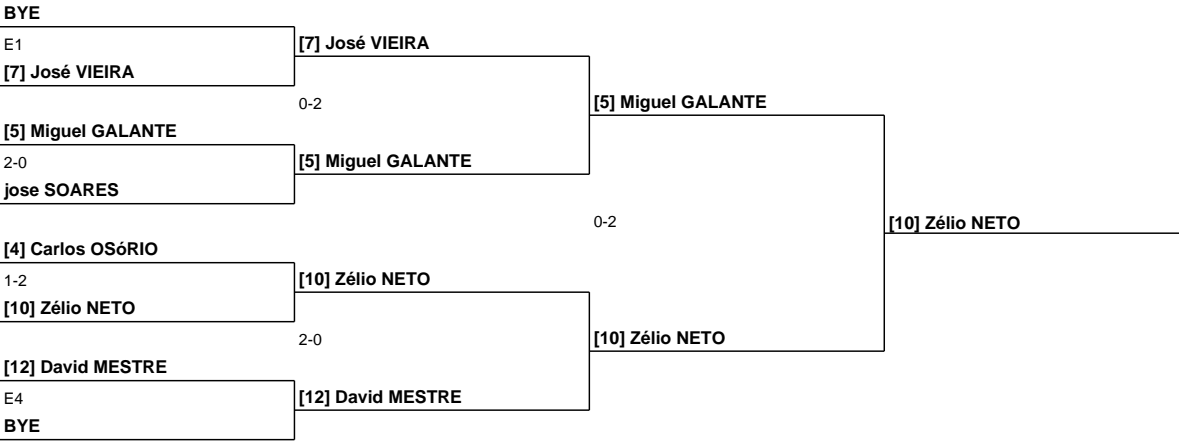 BYE
E1
[7] José VIEIRA
[7] José VIEIRA
0-2
[5] Miguel GALANTE
[5] Miguel GALANTE
2-0
[5] Miguel GALANTE
jose SOARES
0-2
[10] Zélio NETO
[4] Carlos OSóRIO
1-2
[10] Zélio NETO
[10] Zélio NETO
2-0
[10] Zélio NETO
[12] David MESTRE
E4
[12] David MESTRE
BYE